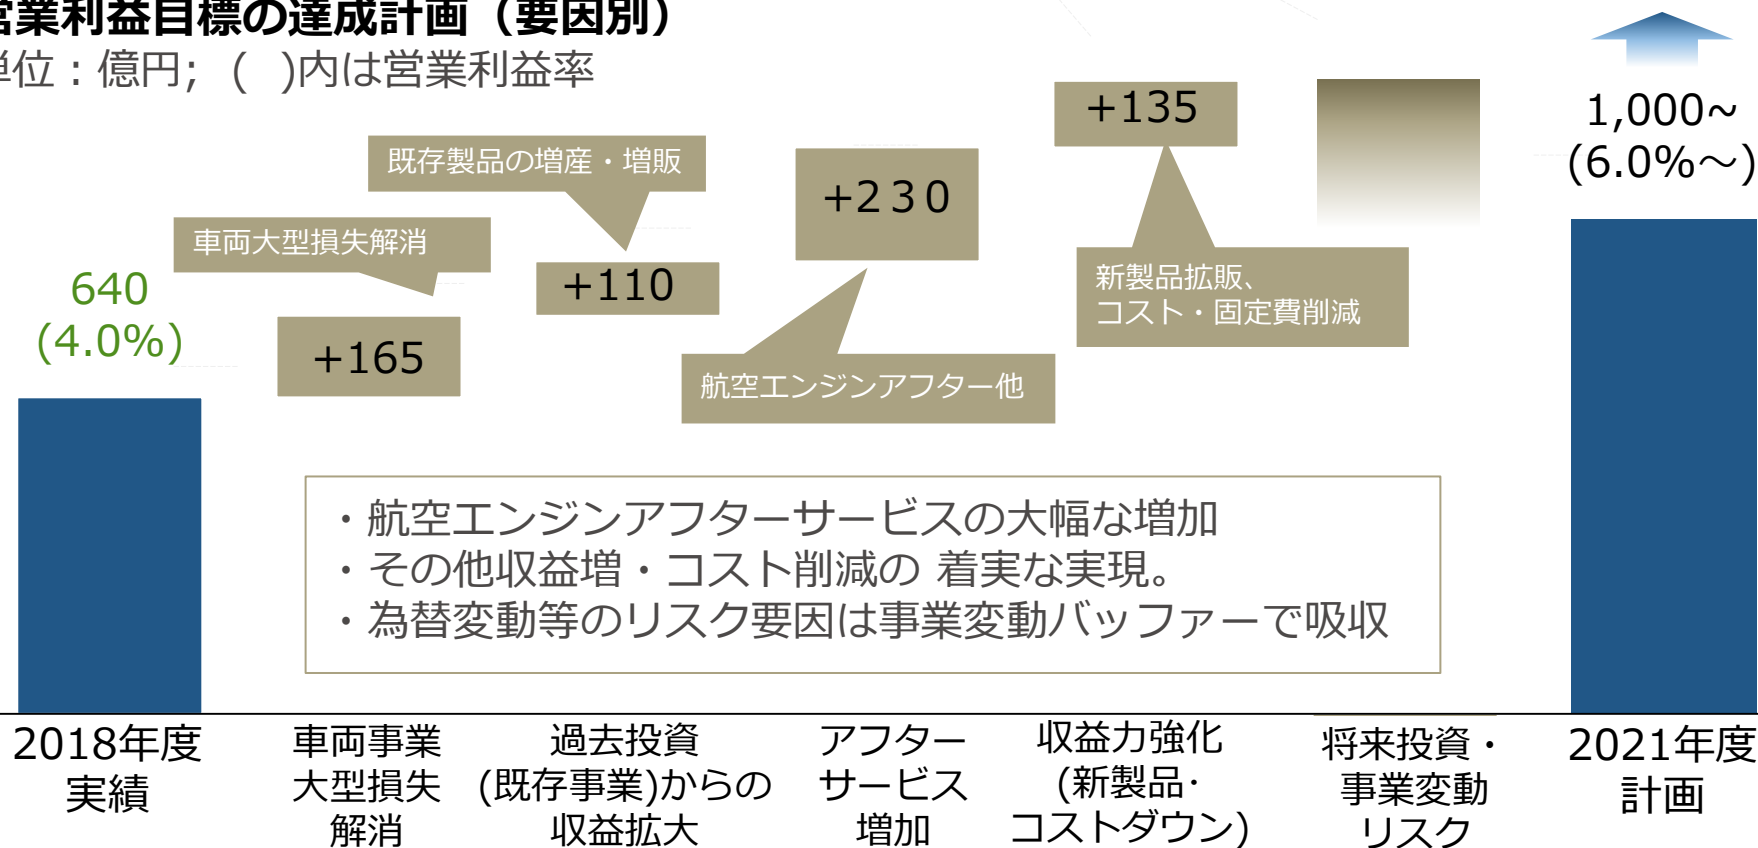 営業利益目標の達成計画（要因別）
単位：億円; ( )内は営業利益率
640
(4.0%)
車両大型損失解消
+165
既存製品の増産・増販
+110
+２３０
航空エンジンアフター他
+135
新製品拡販、
コスト・固定費削減
1,000~
(6.0%～)
・航空エンジンアフターサービスの大幅な増加
・その他収益増・コスト削減の 着実な実現。
・為替変動等のリスク要因は事業変動バッファーで吸収
2018年度
実績
車両事業
大型損失
解消
過去投資
(既存事業)からの
収益拡大
アフター
サービス
増加
収益力強化
(新製品･
コストダウン)
将来投資・
事業変動
リスク
2021年度
計画